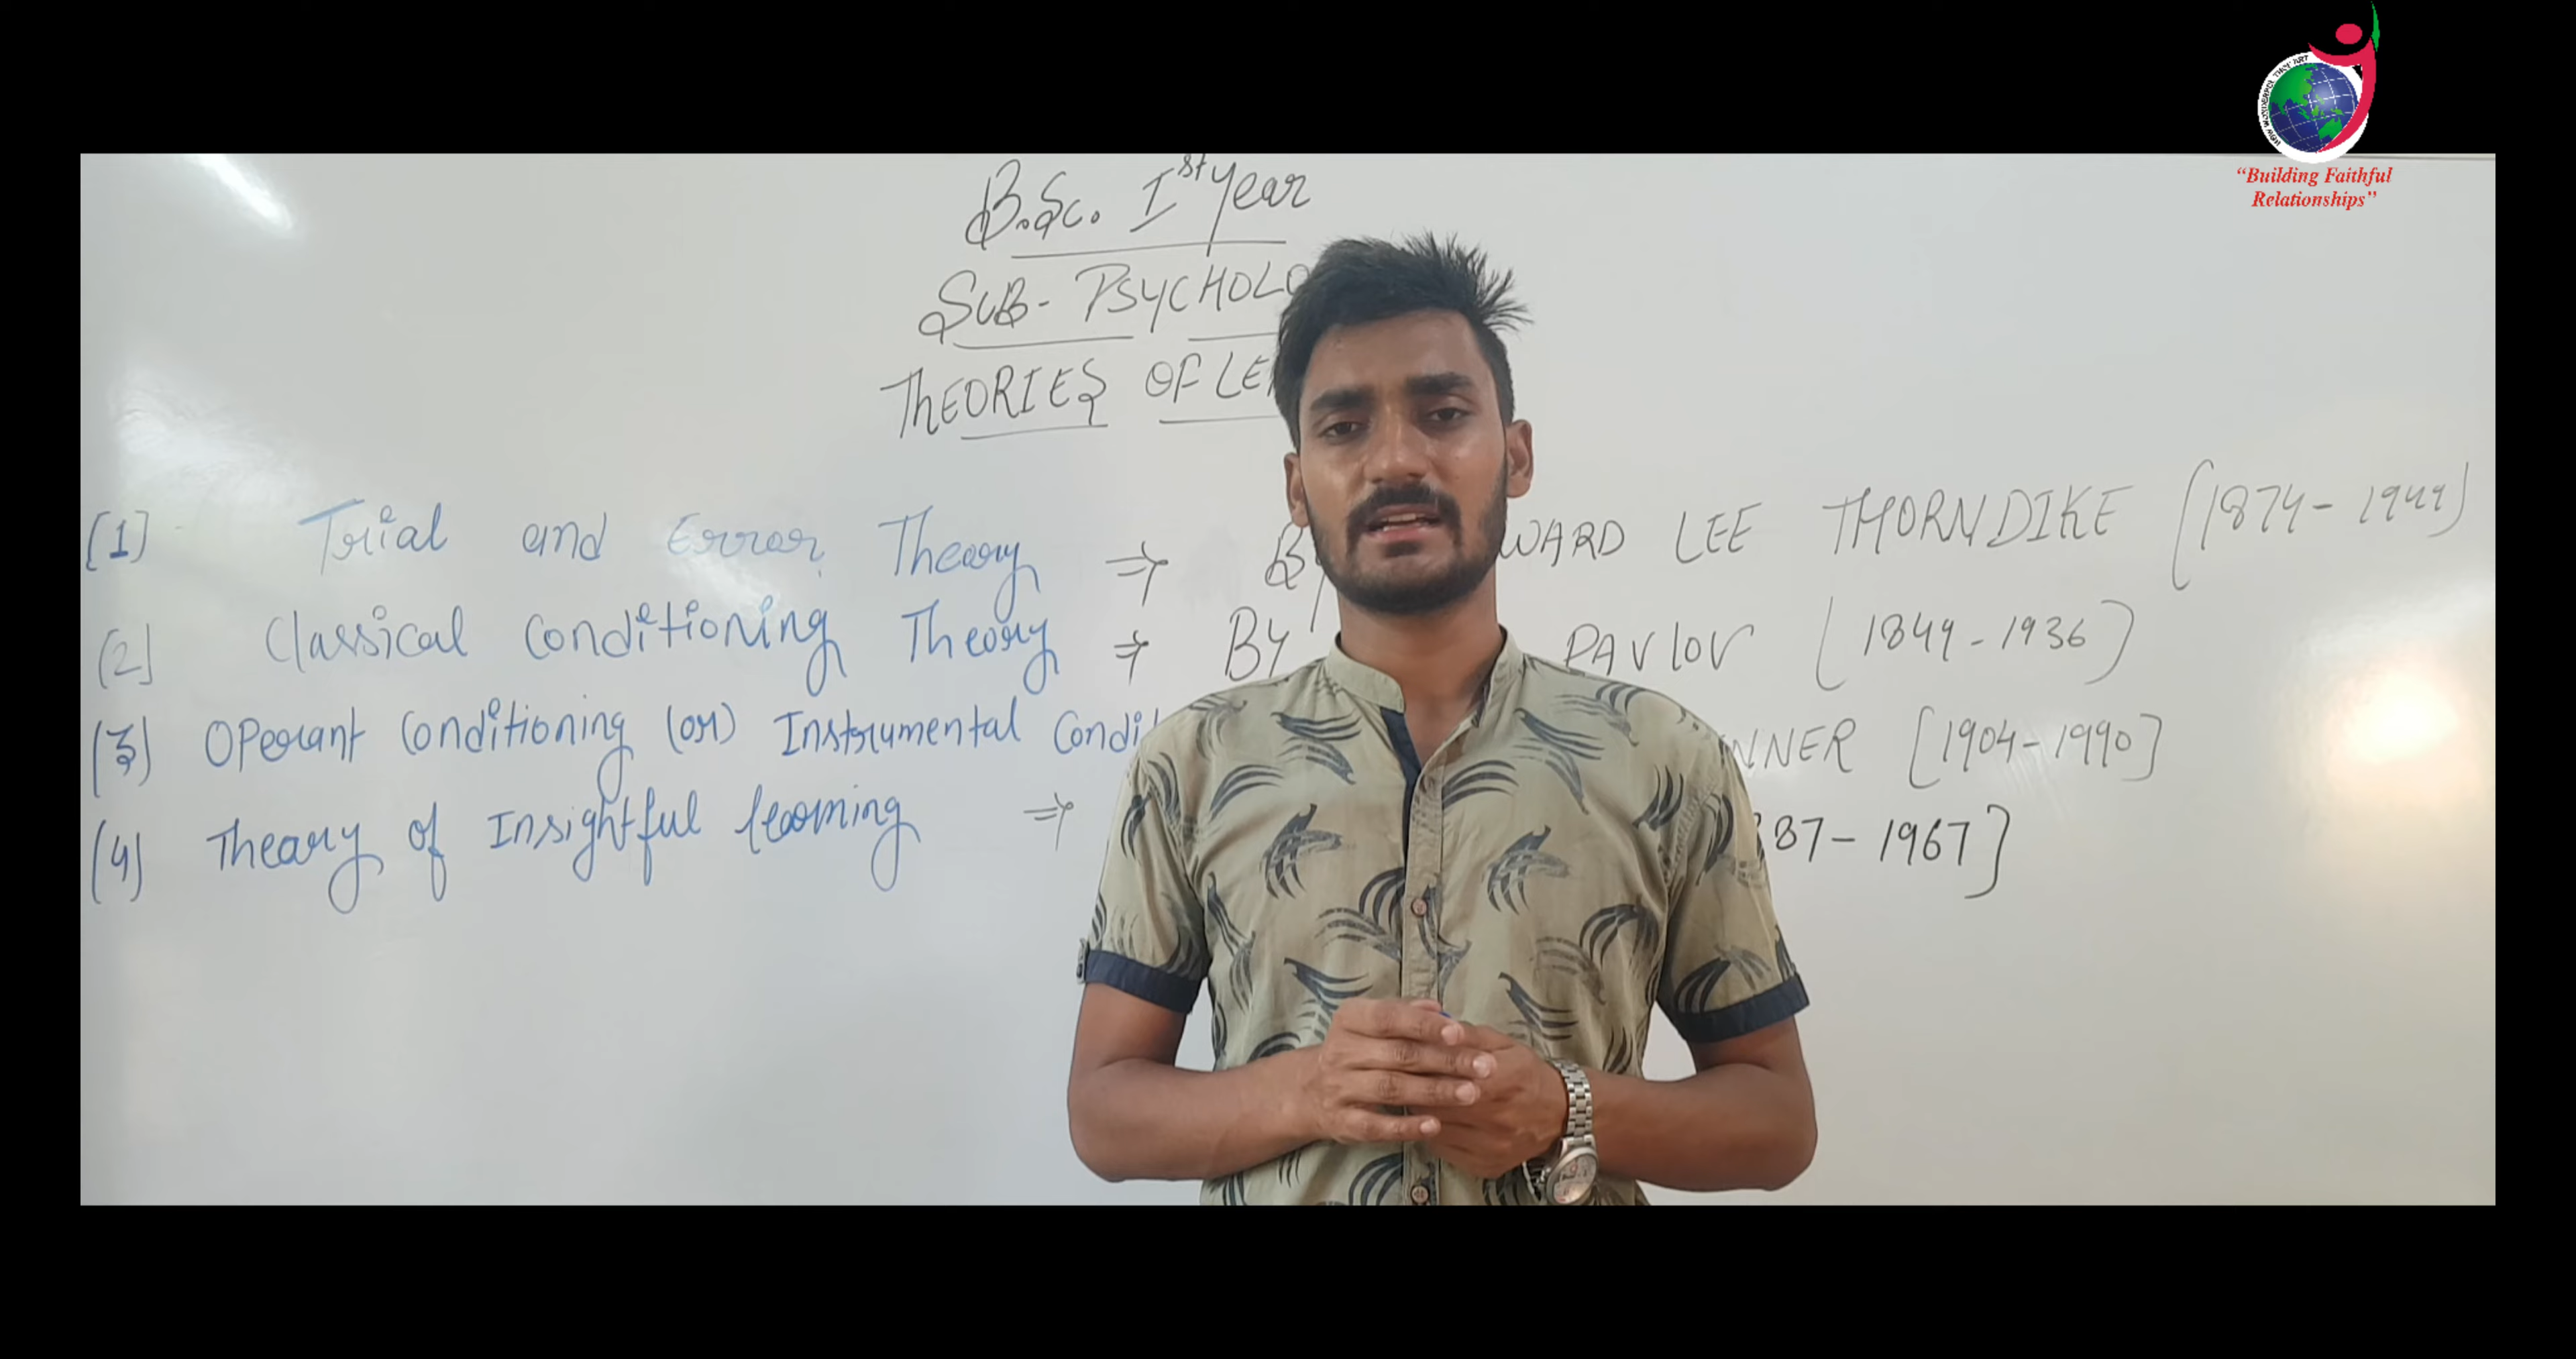 B.Sc. Ist Year
SUB- PSYCHOLO
THEORIES OF LE
(1) Trial and Error Theory ⇒ By WARD LEE THORNDIKE (1874-1949)
(2) Classical Conditioning Theory ⇒ By PAVLOV (1849-1936)
(3) Operant Conditioning (or) Instrumental Condi NNER [1904-1990]
(4) Theory of Insightful learning ⇒ 87-1967]
"Building Faithful
Relationships"